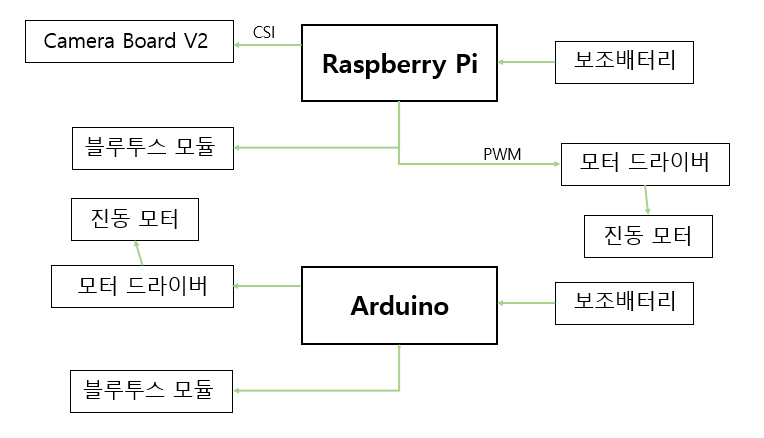 Camera Board V2
CSI
Raspberry Pi
보조배터리
블루투스 모듈
PWM
모터 드라이버
진동 모터
진동 모터
모터 드라이버
Arduino
보조배터리
블루투스 모듈